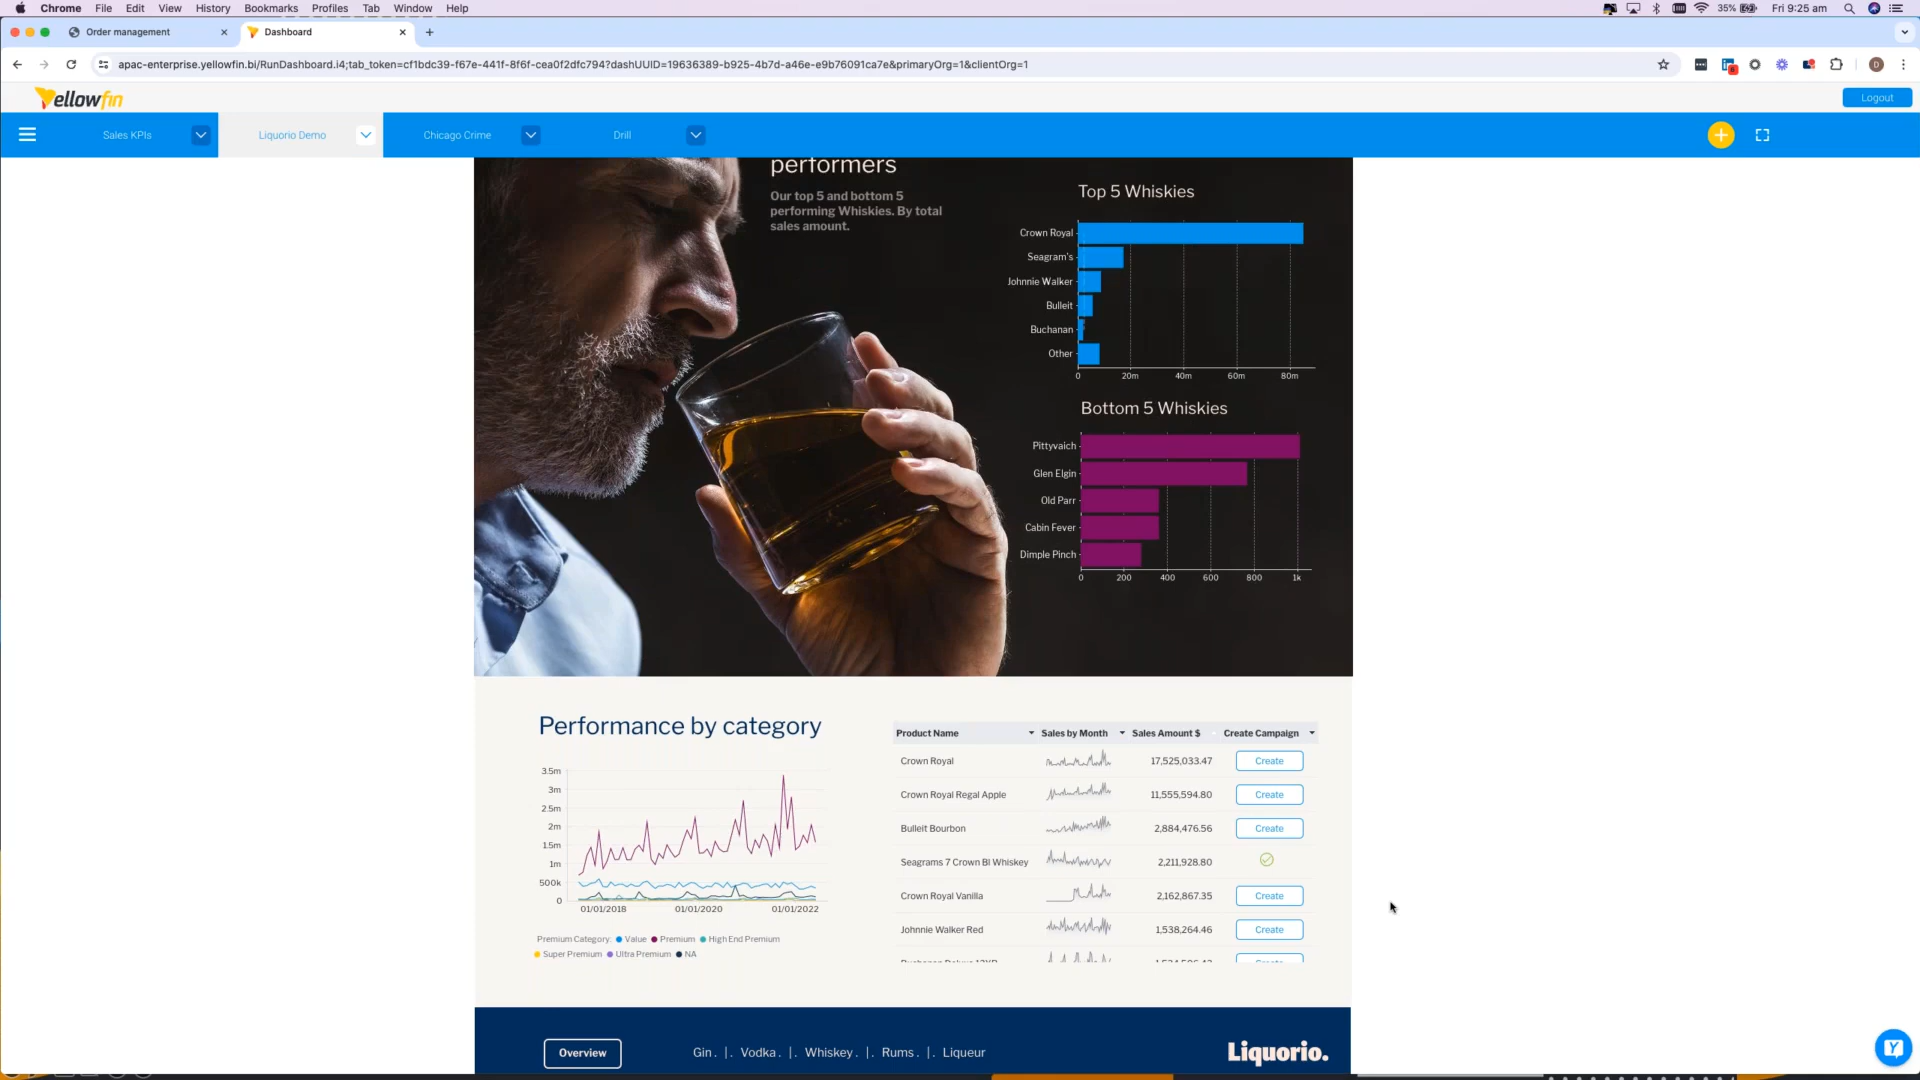 Chrome File Edit View History Bookmarks Profiles Tab Window Help 35% Fri 9:25 am
Order management Dashboard
apac-enterprise.yellowfin.bi/RunDashboard.i4;tab_token=cf1bdc39-f67e-441f-8f6f-cea0f2dfc794?dashUUID=19636389-b925-4b7d-a46e-e9b76091ca7e&primaryOrg=1&clientOrg=1
Yellowfin Logout
Sales KPIs Liquorio Demo Chicago Crime Drill
performers
Our top 5 and bottom 5
performing Whiskies. By total
sales amount.
Top 5 Whiskies
Crown Royal
Seagram's
Johnnie Walker
Bulleit
Buchanan
Other
0 20m 40m 60m 80m
Bottom 5 Whiskies
Pittyvaich
Glen Elgin
Old Parr
Cabin Fever
Dimple Pinch
0 200 400 600 800 1k
Performance by category
3.5m
3m
2.5m
2m
1.5m
1m
500k
0
01/01/2018 01/01/2020 01/01/2022
Premium Category: Value Premium High End Premium
Super Premium Ultra Premium NA
Product Name Sales by Month Sales Amount $ Create Campaign
Crown Royal 17,525,033.47 Create
Crown Royal Regal Apple 11,555,594.80 Create
Bulleit Bourbon 2,884,476.56 Create
Seagrams 7 Crown Bl Whiskey 2,211,928.80
Crown Royal Vanilla 2,162,867.35 Create
Johnnie Walker Red 1,538,264.46 Create
Overview Gin . |. Vodka . |. Whiskey . |. Rums . |. Liqueur Liquorio.